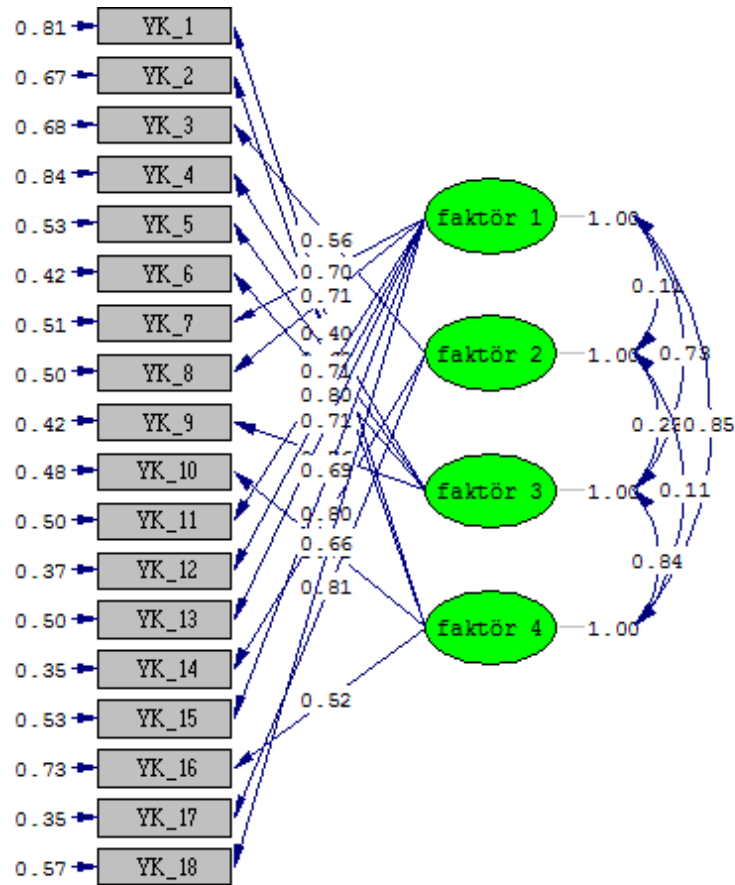 0.81 YK_1
0.67 YK_2
0.68 YK_3
0.84 YK_4
faktör 1 1.00
0.53 YK_5
0.56
0.42 YK_6
0.70
0.71
0.51 YK_7
0.40
faktör 2 1.00
0.73
0.50 YK_8
0.71
0.80
0.42 YK_9
0.71
0.85
0.48 YK_10
0.69
faktör 3 1.00
0.11
0.50 YK_11
0.80
0.66
0.37 YK_12
0.84
0.81
0.50 YK_13
faktör 4 1.00
0.35 YK_14
0.52
0.53 YK_15
0.73 YK_16
0.35 YK_17
0.57 YK_18